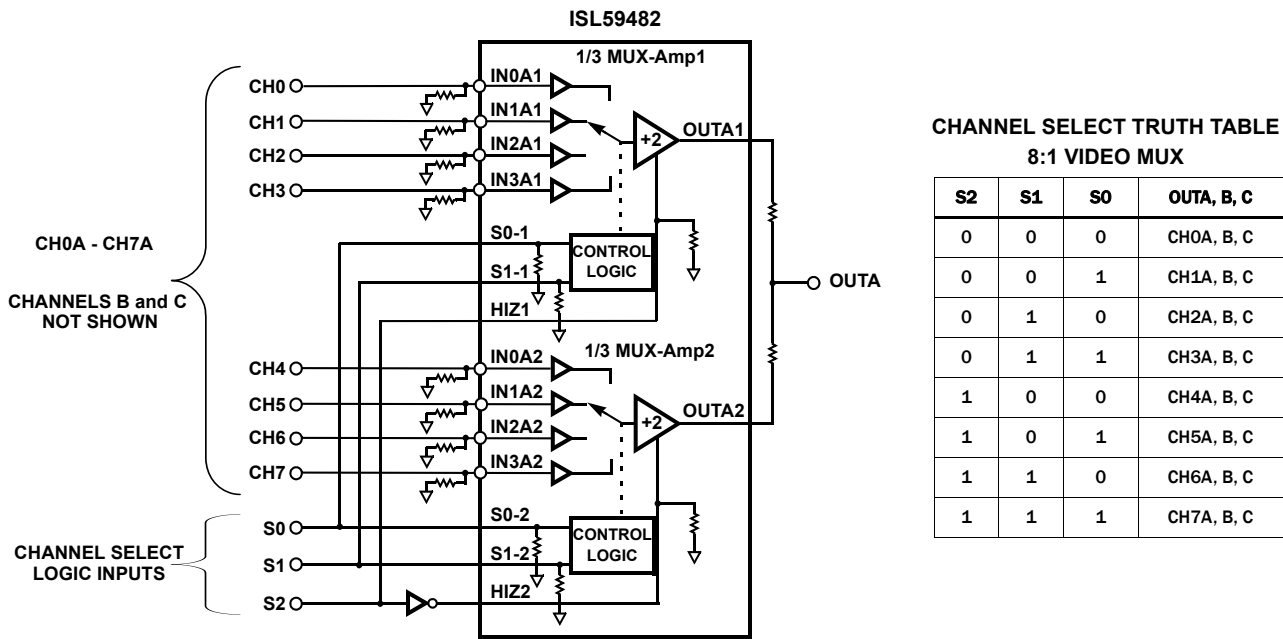 ISL59482
1/3 MUX-Amp1
CH0
IN0A1
CH1
IN1A1
CH2
IN2A1
CH3
IN3A1
+2
OUTA1
S0-1
CONTROL
LOGIC
S1-1
HIZ1
CH0A - CH7A
CHANNELS B and C
NOT SHOWN
OUTA
1/3 MUX-Amp2
CH4
IN0A2
CH5
IN1A2
CH6
IN2A2
CH7
IN3A2
+2
OUTA2
S0
S0-2
CONTROL
LOGIC
S1
S1-2
S2
HIZ2
CHANNEL SELECT
LOGIC INPUTS
CHANNEL SELECT TRUTH TABLE
8:1 VIDEO MUX
S2 S1 S0 OUTA, B, C
0 0 0 CH0A, B, C
0 0 1 CH1A, B, C
0 1 0 CH2A, B, C
0 1 1 CH3A, B, C
1 0 0 CH4A, B, C
1 0 1 CH5A, B, C
1 1 0 CH6A, B, C
1 1 1 CH7A, B, C